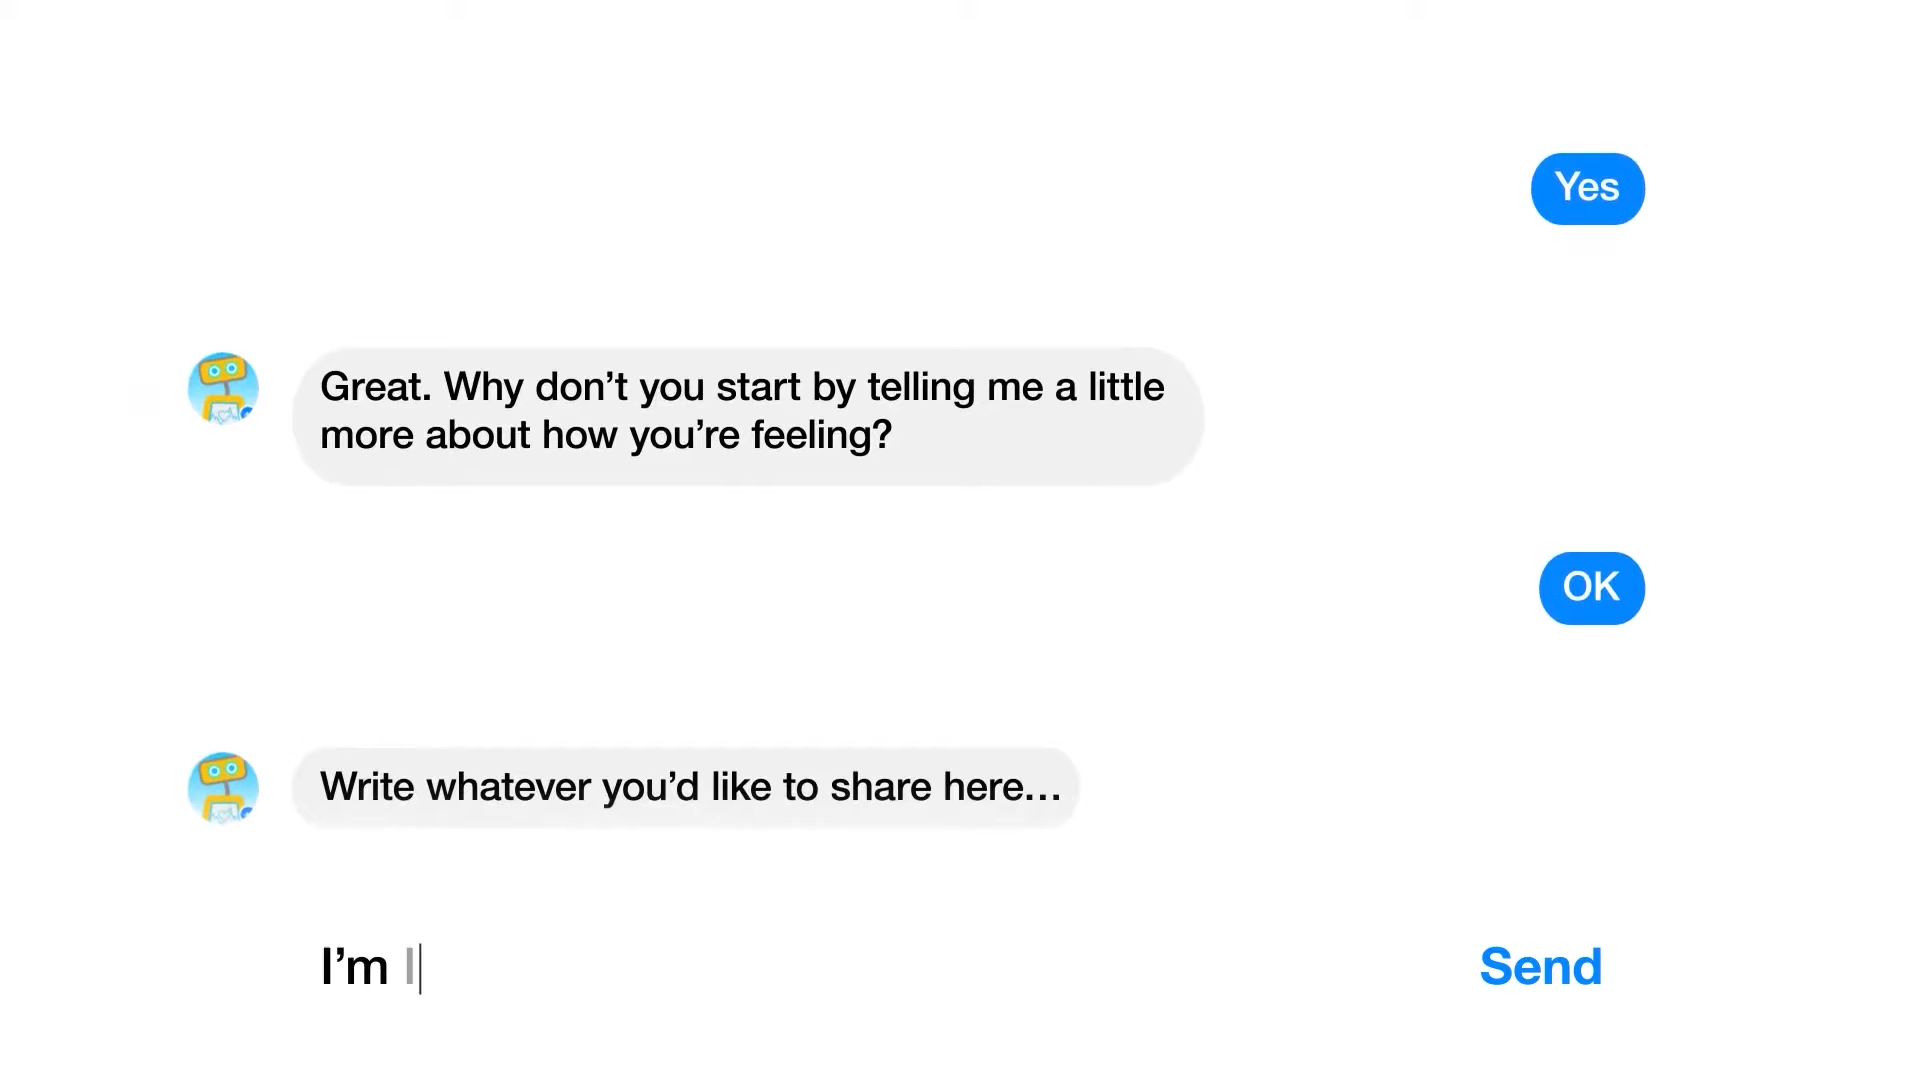 Yes
Great. Why don’t you start by telling me a little
more about how you’re feeling?
OK
Write whatever you’d like to share here...
I’m l
Send